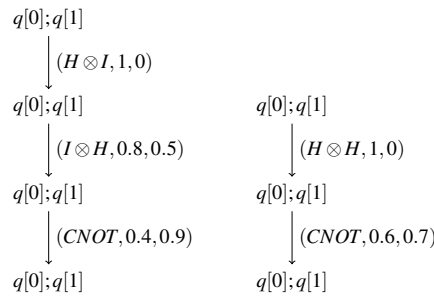 q[0];q[1]
(H ⊗ I, 1, 0)
q[0];q[1]
(I ⊗ H, 0.8, 0.5)
q[0];q[1]
(CNOT, 0.4, 0.9)
q[0];q[1]
q[0];q[1]
(H ⊗ H, 1, 0)
q[0];q[1]
(CNOT, 0.6, 0.7)
q[0];q[1]